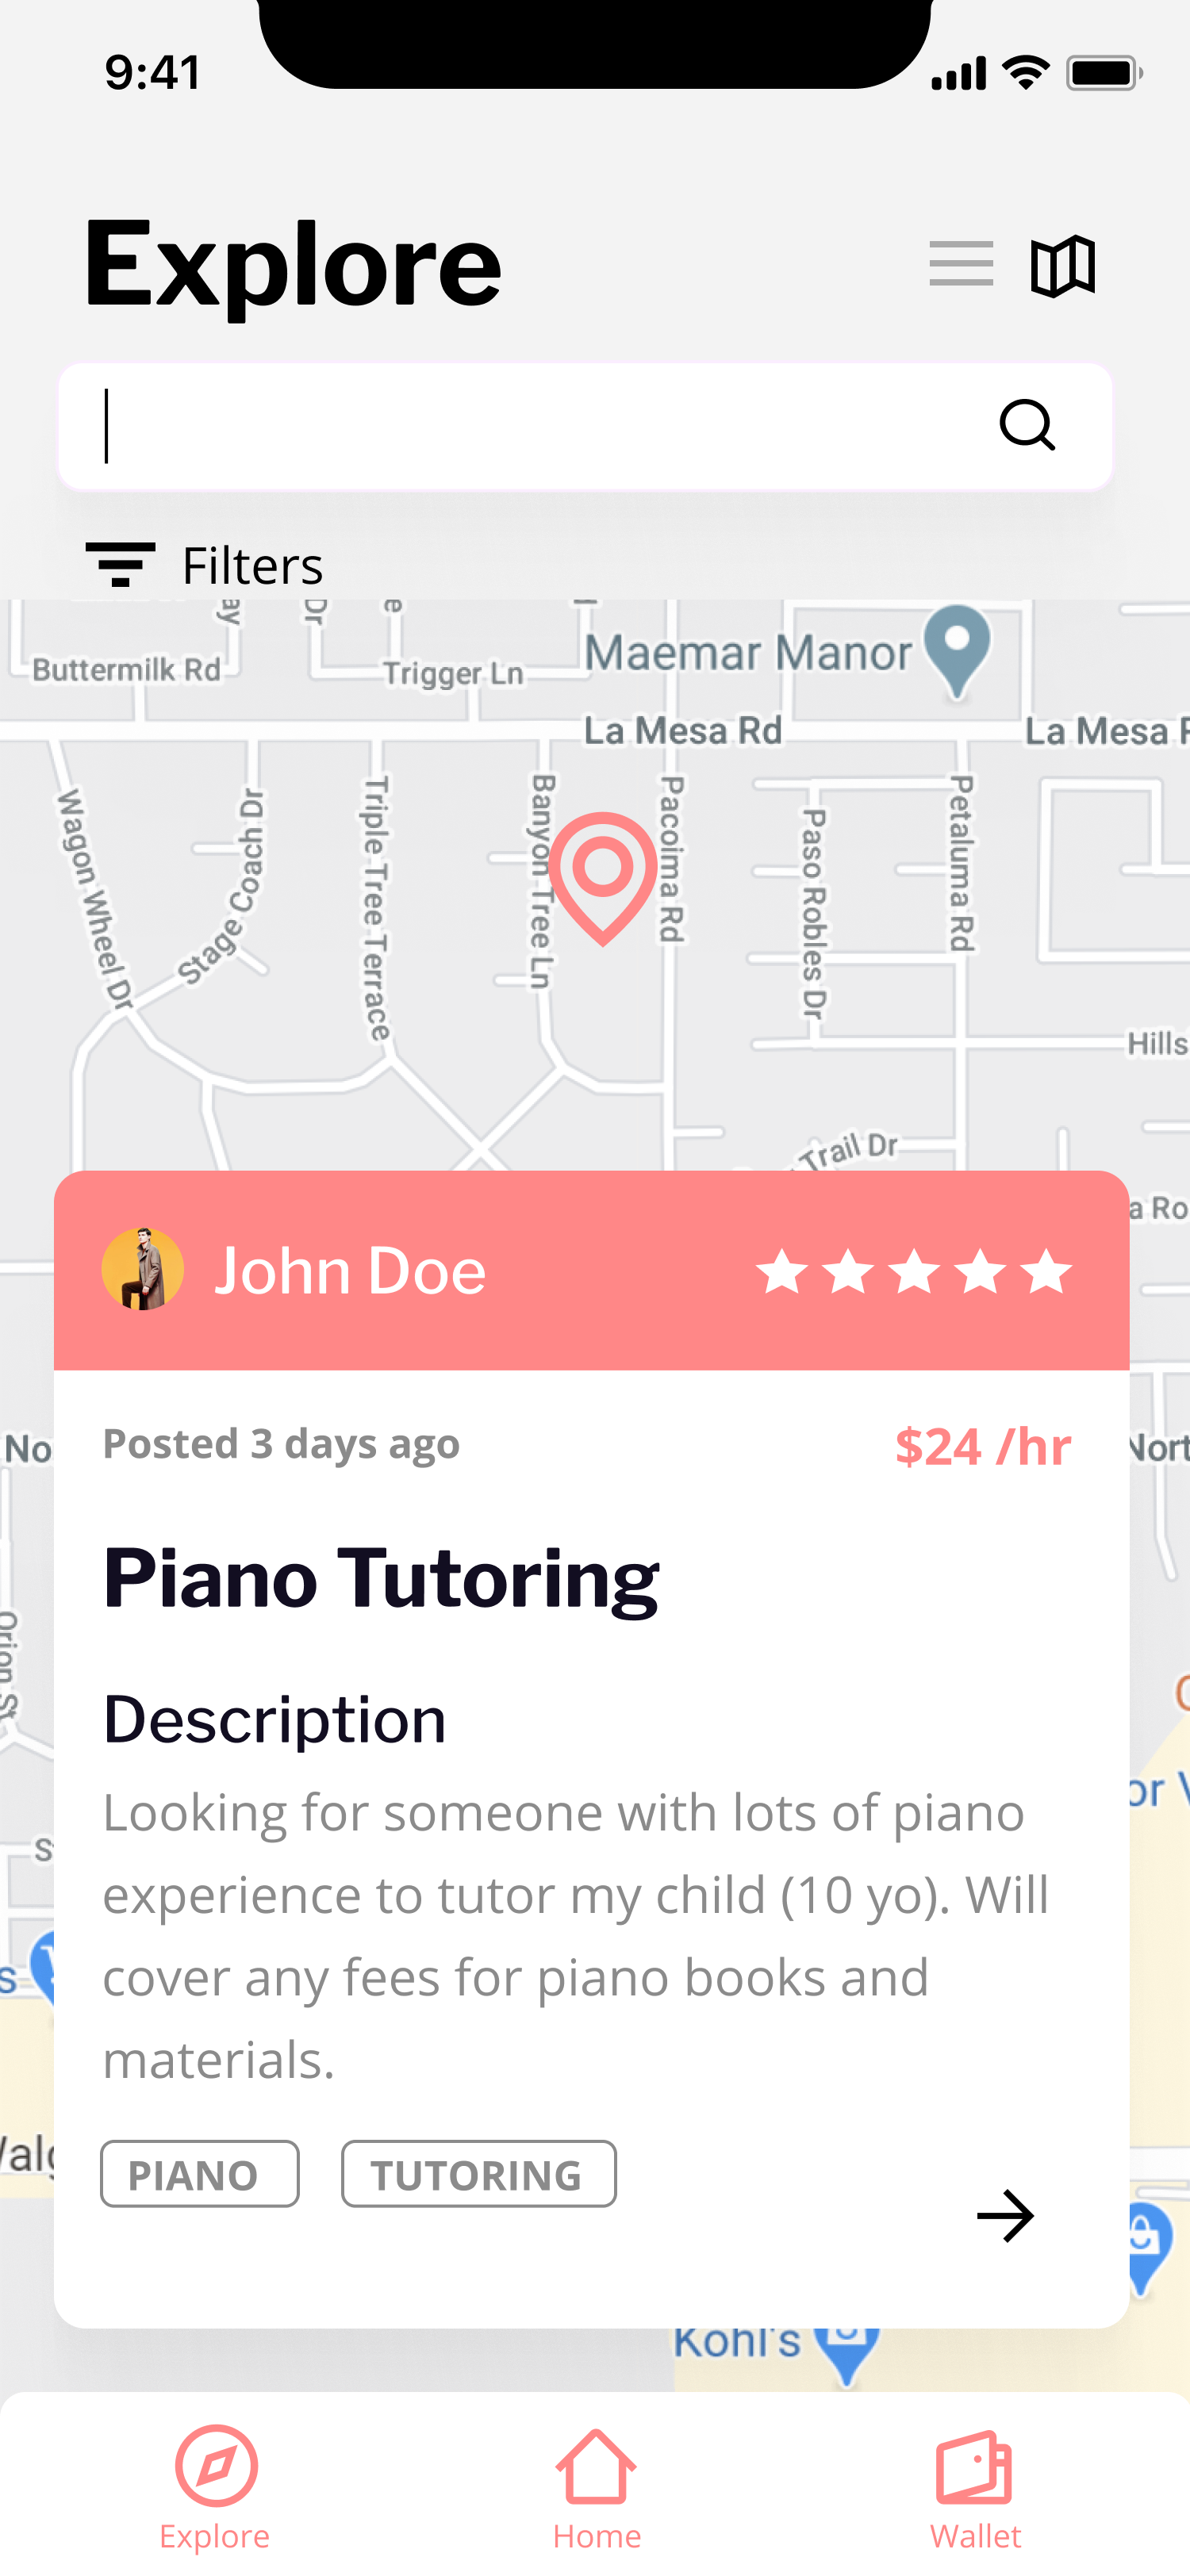 9:41
Explore
Filters
ay
Dr
e
Buttermilk Rd
Trigger Ln
Maemar Manor
La Mesa Rd
La Mesa R
Wagon Wheel Dr
Stage Coach Dr
Triple Tree Terrace
Banyon Tree Ln
Pacoima Rd
Paso Robles Dr
Petaluma Rd
Hills
Trail Dr
a Ro
John Doe
No
Nort
Posted 3 days ago
$24 /hr
Piano Tutoring
Orion St
Description
or V
Looking for someone with lots of piano
experience to tutor my child (10 yo). Will
cover any fees for piano books and
materials.
S
s
Walg
PIANO
TUTORING
Kohl's
Explore
Home
Wallet